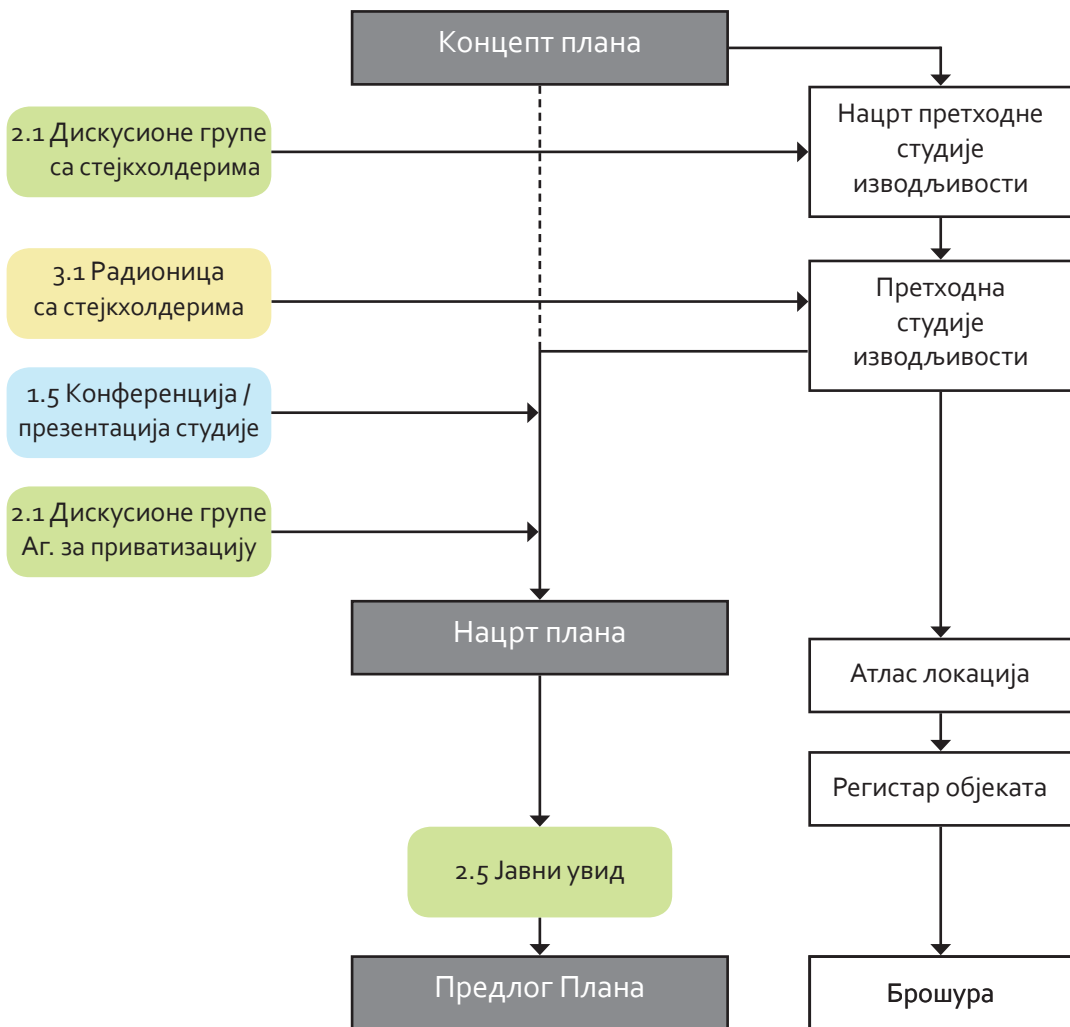 Концепт плана
2.1 Дискусионе групе
са стејкхолдерима
Нацрт претходне
студије
изводљивости
3.1 Радионица
са стејкхолдерима
Претходна
студије
изводљивости
1.5 Конференција /
презентација студије
2.1 Дискусионе групе
Аг. за приватизацију
Нацрт плана
Атлас локација
Регистар објеката
2.5 Јавни увид
Предлог Плана
Брошура